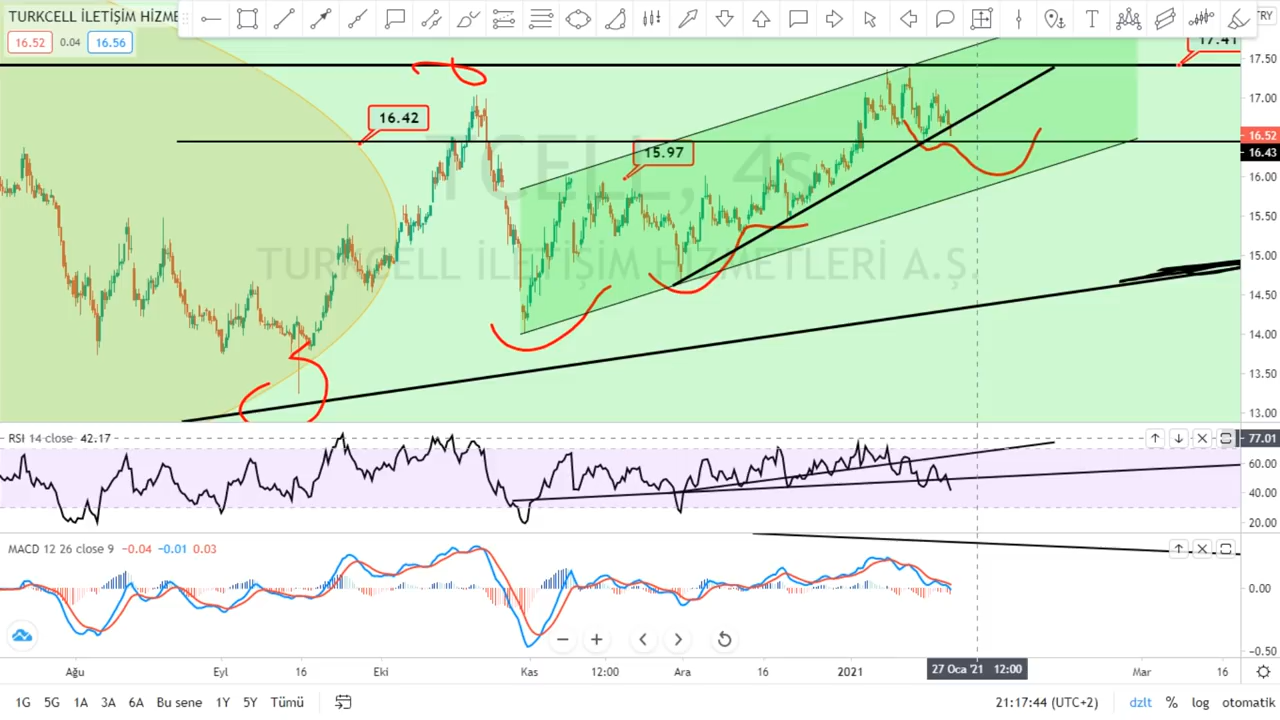 TURKCELL İLETİŞİM HİZME
TRY
16.52 0.04 16.56
17.41
17.50
16.42
17.00
16.52
15.97
16.43
TCELL, 4s
16.00
15.50
TURKCELL İLETİŞİM HİZMETLERİ A.Ş.
15.00
14.50
14.00
13.50
13.00
RSI 14 close 42.17
77.01
60.00
40.00
20.00
MACD 12 26 close 9 −0.04 −0.01 0.03
0.00
−0.50
Ağu Eyl 16 Eki Kas 12:00 Ara 16 2021 27 Oca '21 12:00 Mar 16
1G 5G 1A 3A 6A Bu sene 1Y 5Y Tümü 21:17:44 (UTC+2) dzlt % log otomatik